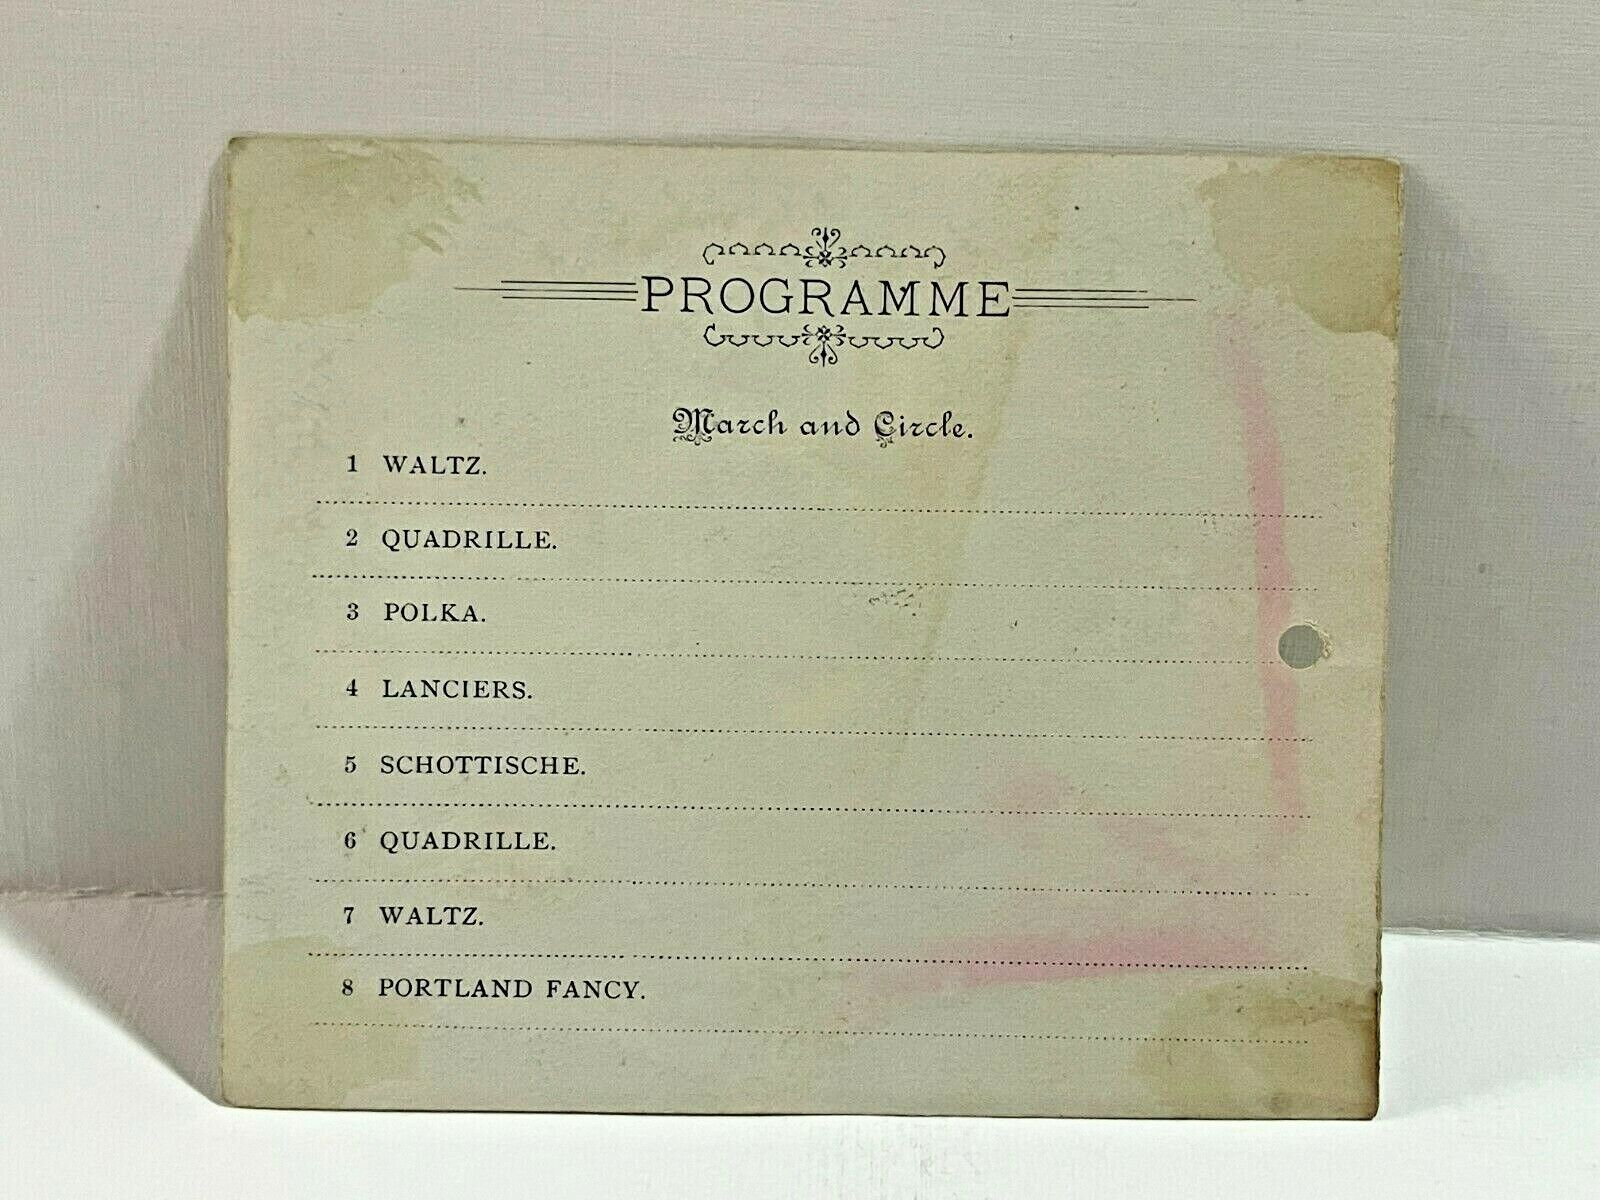 PROGRAMME
March and Circle.
1 WALTZ.
2 QUADRILLE.
3 POLKA.
4 LANCIERS.
5 SCHOTTISCHE.
6 QUADRILLE.
7 WALTZ.
8 PORTLAND FANCY.